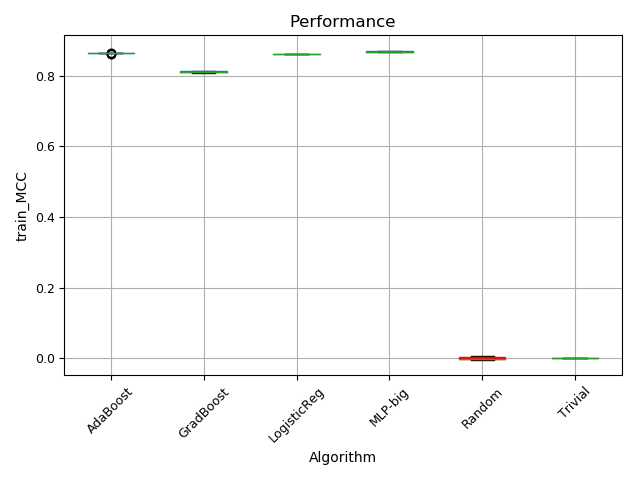 Performance
train_MCC
0.8
0.6
0.4
0.2
0.0
AdaBoost
GradBoost
LogisticReg
MLP-big
Random
Trivial
Algorithm